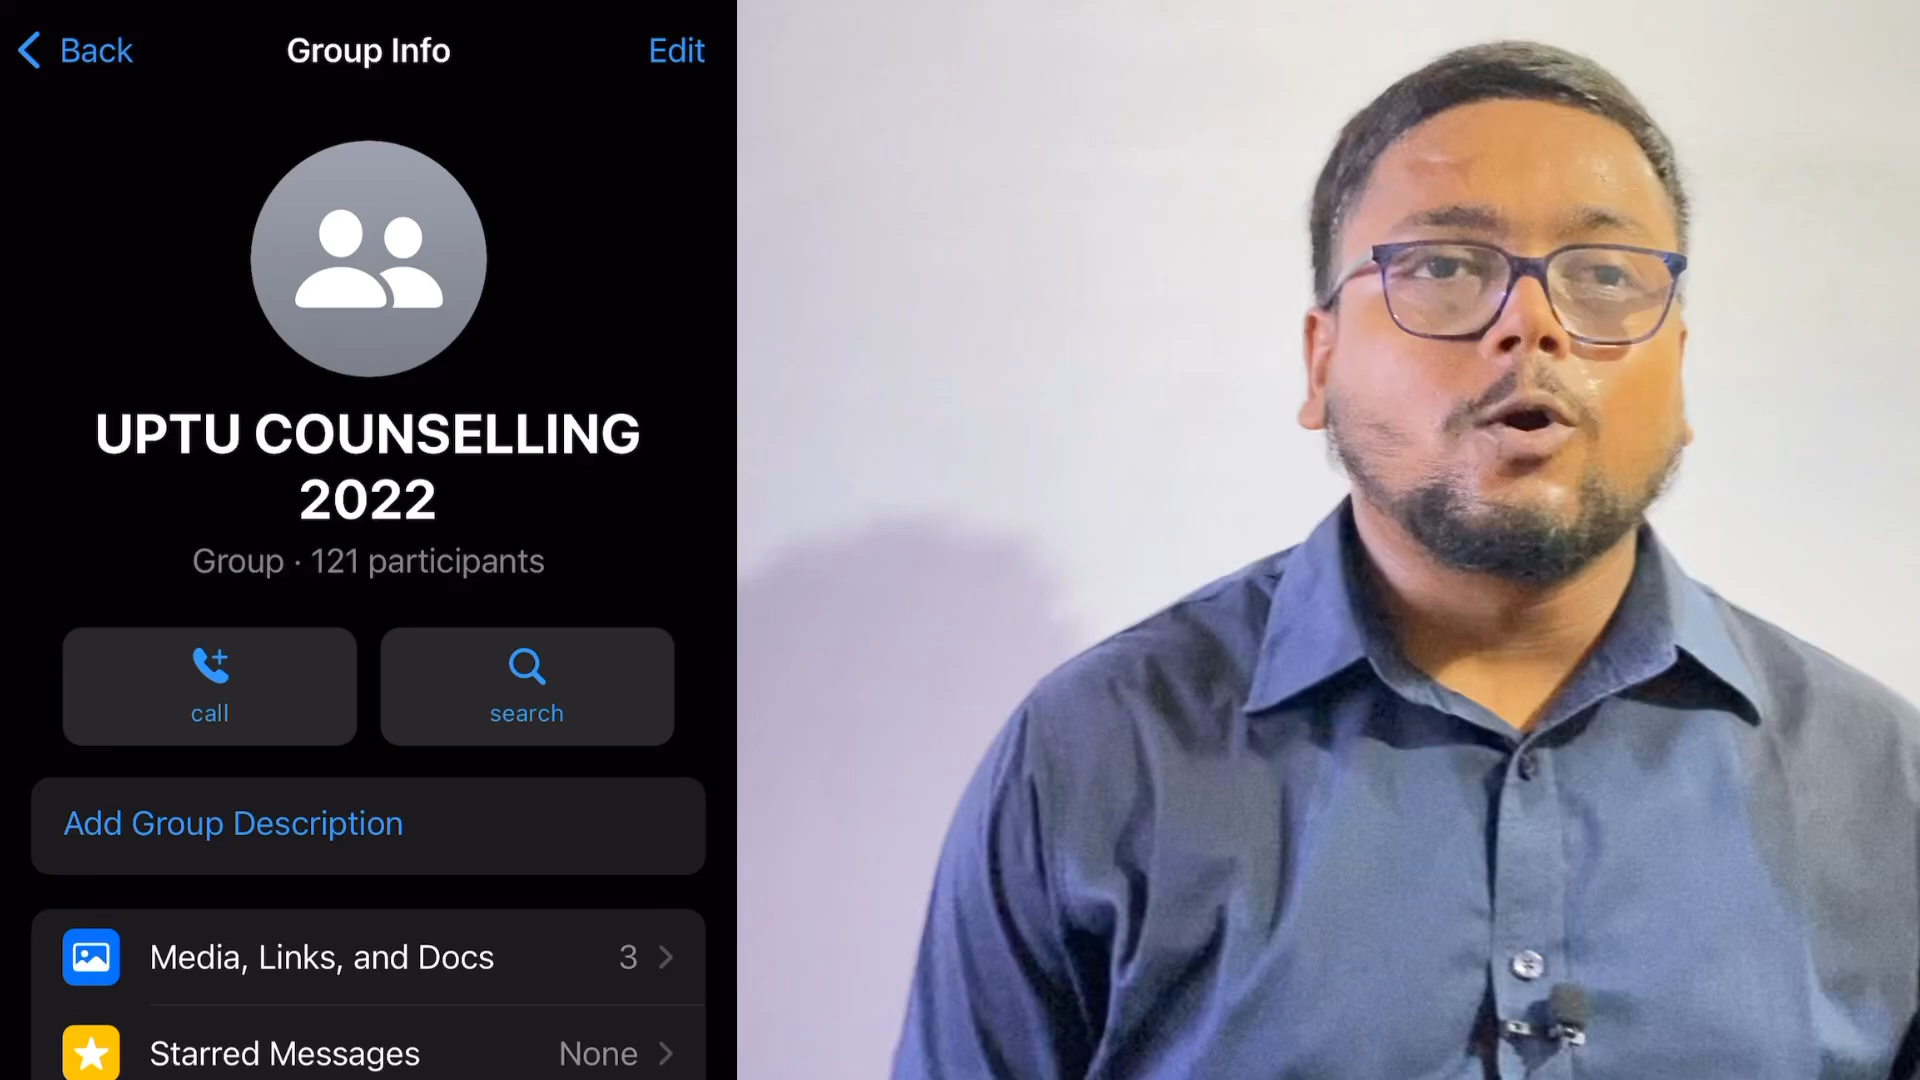 Back
Group Info
Edit
UPTU COUNSELLING
2022
Group · 121 participants
call
search
Add Group Description
Media, Links, and Docs 3
Starred Messages None